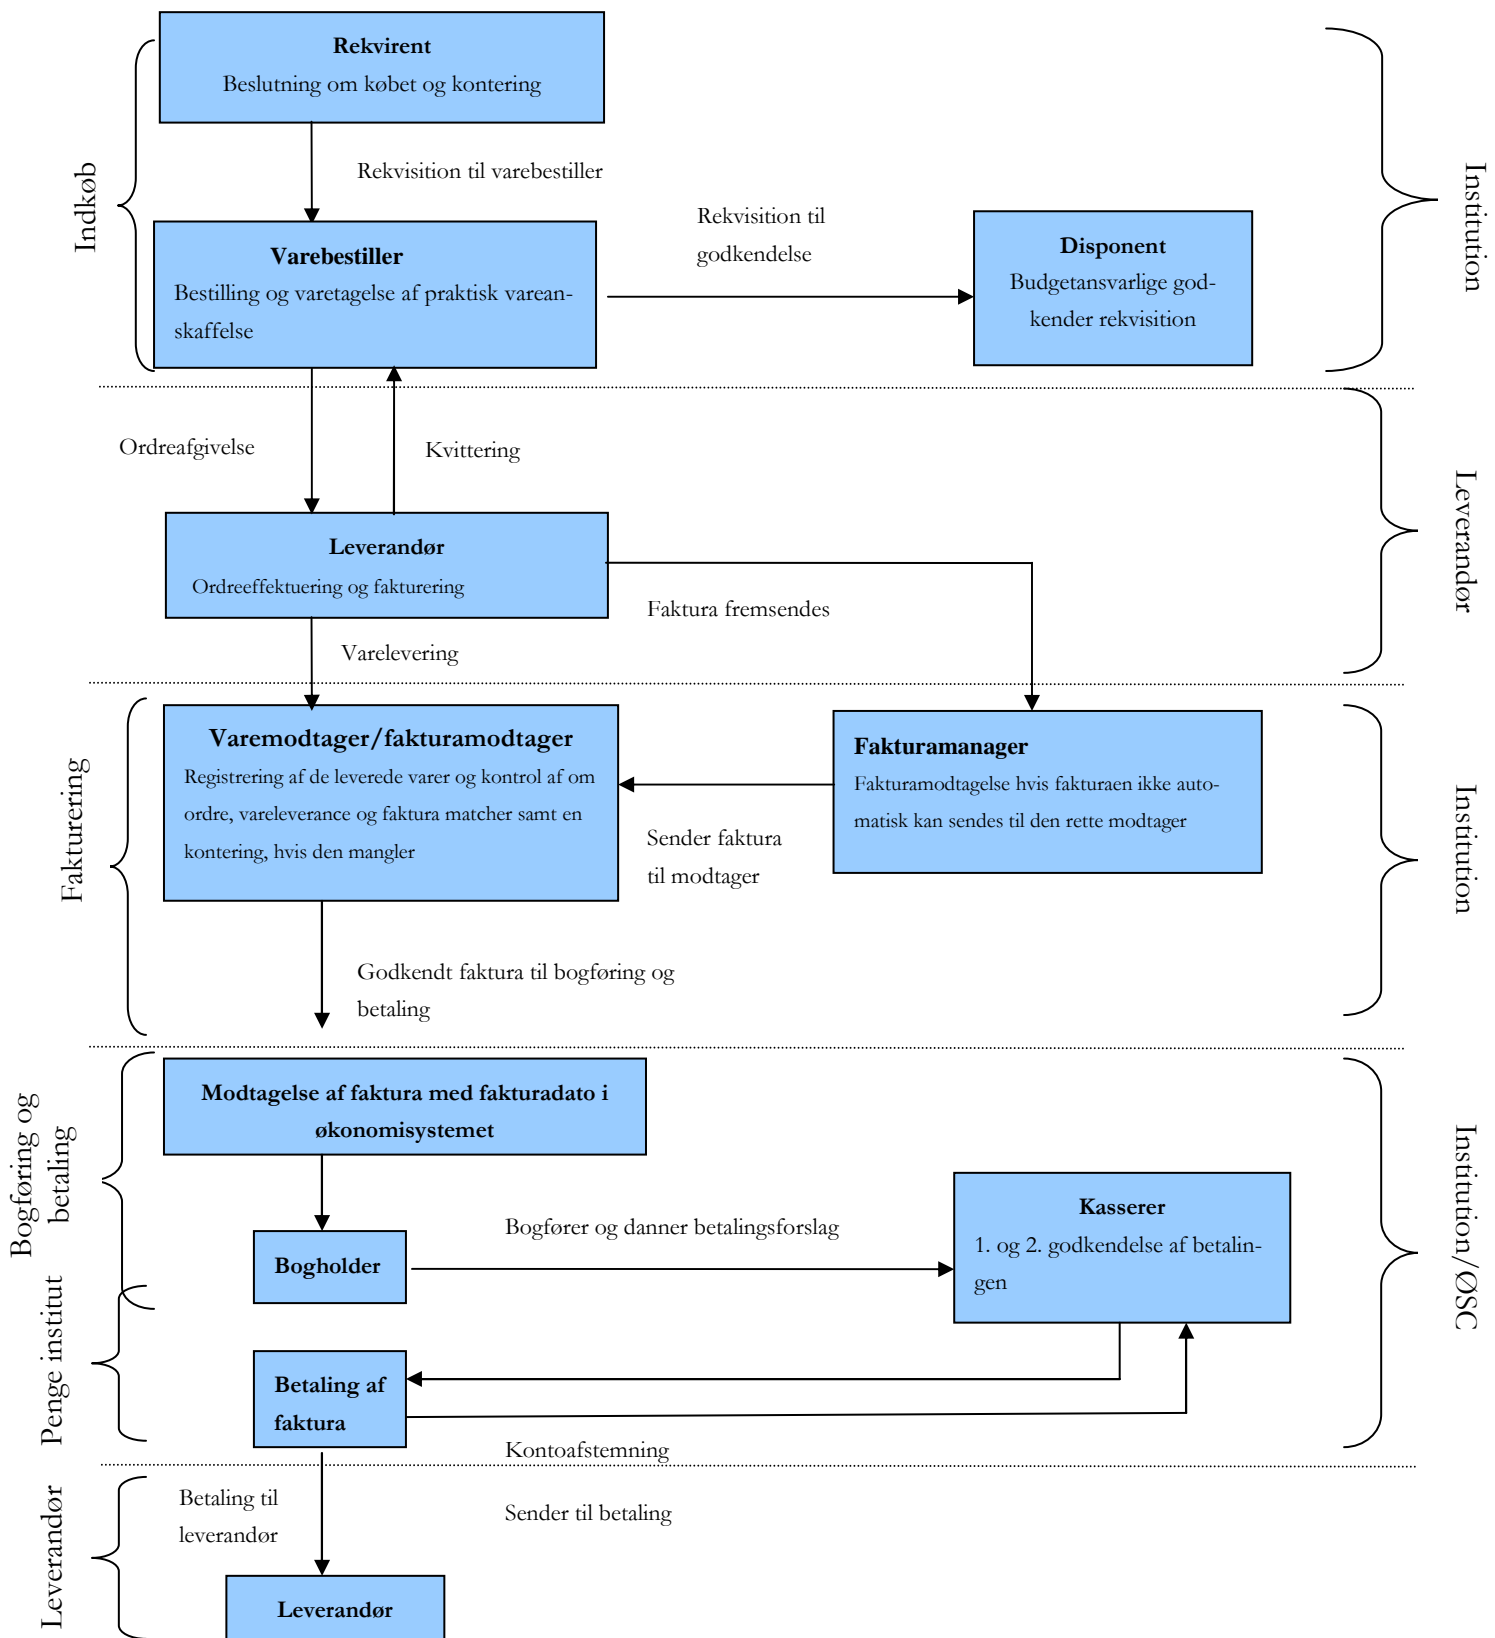 Rekvirent
Beslutning om købet og kontering
Indkøb
Institution
Rekvisition til varebestiller
Rekvisition til
godkendelse
Varebestiller
Bestilling og varetagelse af praktisk varean-
skaffelse
Disponent
Budgetansvarlige god-
kender rekvisition
Ordreafgivelse
Kvittering
Leverandør
Leverandør
Ordreeffektuering og fakturering
Faktura fremsendes
Varelevering
Fakturering
Institution
Varemodtager/fakturamodtager
Registrering af de leverede varer og kontrol af om
ordre, vareleverance og faktura matcher samt en
kontering, hvis den mangler
Fakturamanager
Fakturamodtagelse hvis fakturaen ikke auto-
matisk kan sendes til den rette modtager
Sender faktura
til modtager
Godkendt faktura til bogføring og
betaling
Bogføring og
betaling
Institution/ØSC
Modtagelse af faktura med fakturadato i
økonomisystemet
Bogfører og danner betalingsforslag
Bogholder
Kasserer
1. og 2. godkendelse af betalin-
gen
Penge institut
Betaling af
faktura
Kontoafstemning
Leverandør
Betaling til
leverandør
Sender til betaling
Leverandør